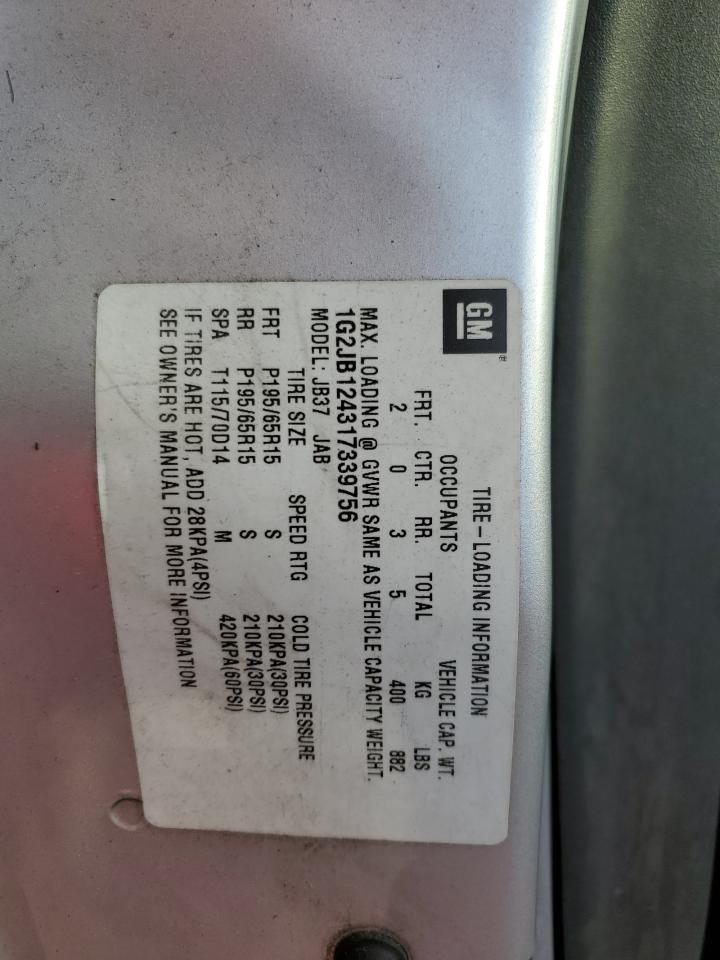 GM
TIRE-LOADING INFORMATION
OCCUPANTS VEHICLE CAP. WT.
FRT. CTR. RR. TOTAL KG LBS
2 0 3 5 400 882
MAX. LOADING @ GVWR SAME AS VEHICLE CAPACITY WEIGHT.
1G2JB124317339756
MODEL: JB37 JAB
TIRE SIZE SPEED RTG COLD TIRE PRESSURE
FRT P195/65R15 S 210KPA(30PSI)
RR P195/65R15 S 210KPA(30PSI)
SPA T115/70D14 M 420KPA(60PSI)
IF TIRES ARE HOT, ADD 28KPA(4PSI)
SEE OWNER'S MANUAL FOR MORE INFORMATION